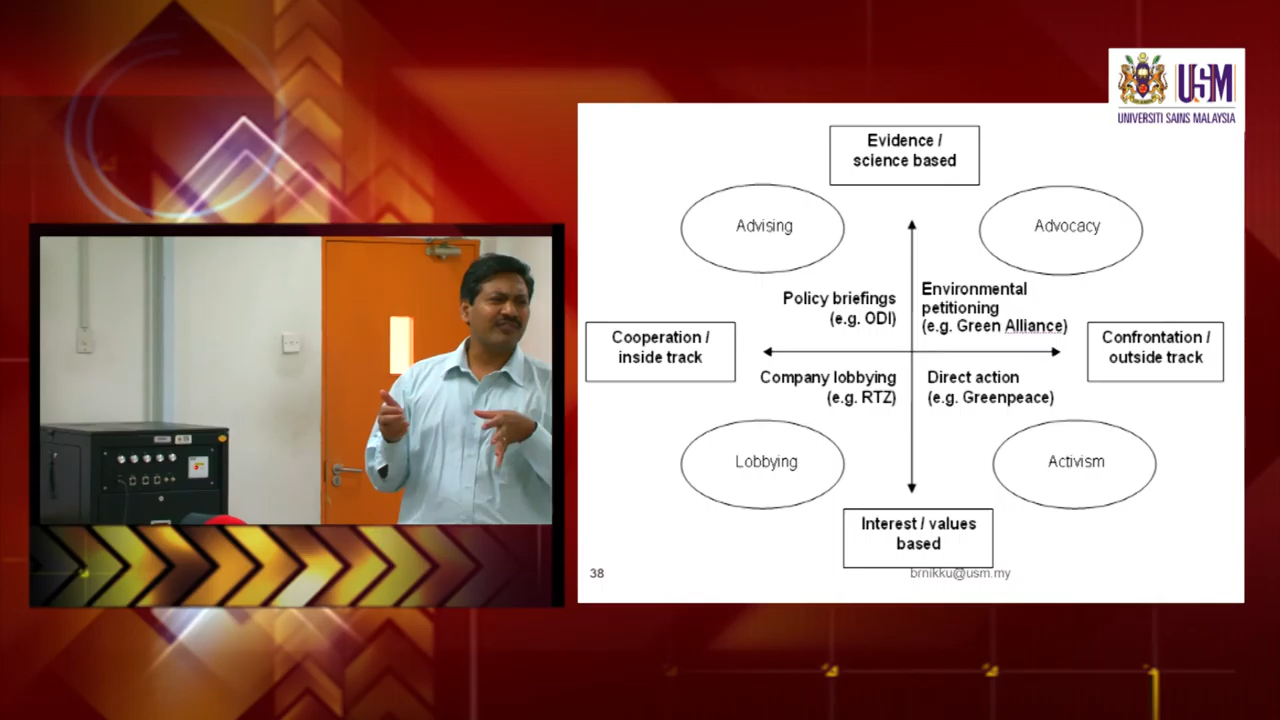 USM
UNIVERSITI SAINS MALAYSIA
Evidence /
science based
Advising
Advocacy
Policy briefings
(e.g. ODI)
Environmental
petitioning
(e.g. Green Alliance)
Cooperation /
inside track
Confrontation /
outside track
Company lobbying
(e.g. RTZ)
Direct action
(e.g. Greenpeace)
Lobbying
Activism
Interest / values
based
38
brnikku@usm.my